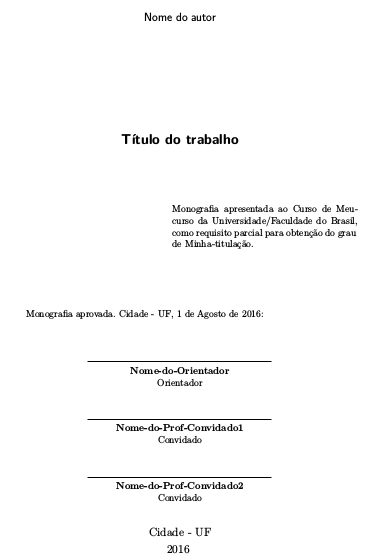 Nome do autor
Título do trabalho
Monografia apresentada ao Curso de Meu-
curso da Universidade/Faculdade do Brasil,
como requisito parcial para obtenção do grau
de Minha-titulação.
Monografia aprovada. Cidade - UF, 1 de Agosto de 2016:
Nome-do-Orientador
Orientador
Nome-do-Prof-Convidado1
Convidado
Nome-do-Prof-Convidado2
Convidado
Cidade - UF
2016